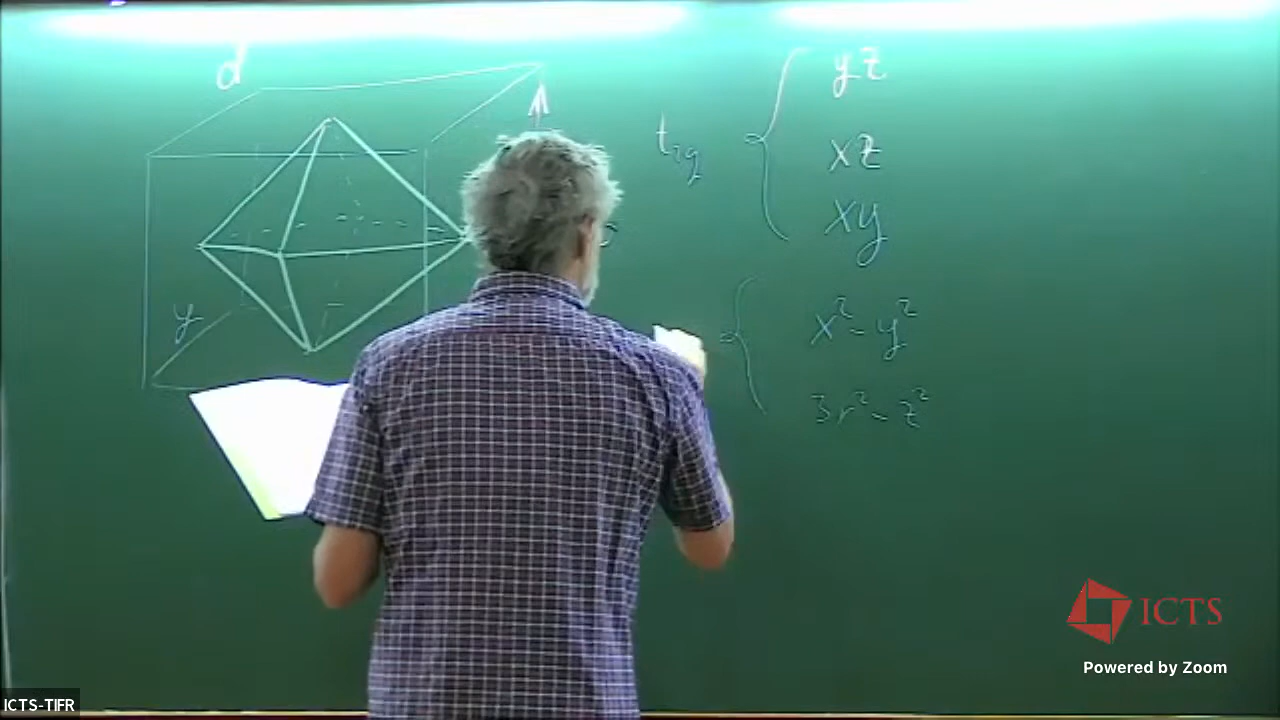 d
t₂g
yz
xz
xy
x² - y²
3r² - z²
y
ICTS
Powered by Zoom
ICTS-TIFR